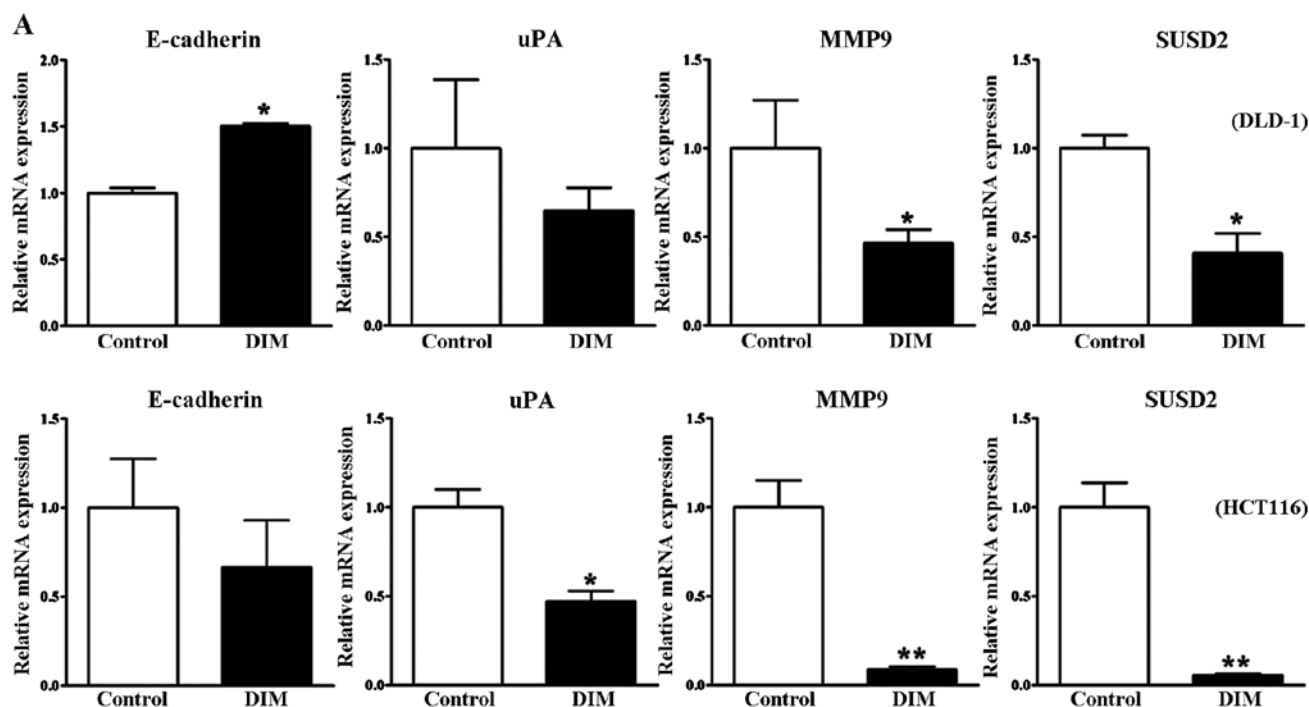 A
E-cadherin uPA MMP9 SUSD2
Relative mRNA expression
2.0
1.5
1.0
0.5
0.0
*
Control DIM
Relative mRNA expression
1.5
1.0
0.5
0.0
Control DIM
Relative mRNA expression
1.5
1.0
0.5
0.0
*
Control DIM
Relative mRNA expression
1.5
1.0
0.5
0.0
*
(DLD-1)
Control DIM
E-cadherin uPA MMP9 SUSD2
Relative mRNA expression
1.5
1.0
0.5
0.0
Control DIM
Relative mRNA expression
1.5
1.0
0.5
0.0
*
Control DIM
Relative mRNA expression
1.5
1.0
0.5
0.0
**
Control DIM
Relative mRNA expression
1.5
1.0
0.5
0.0
**
(HCT116)
Control DIM